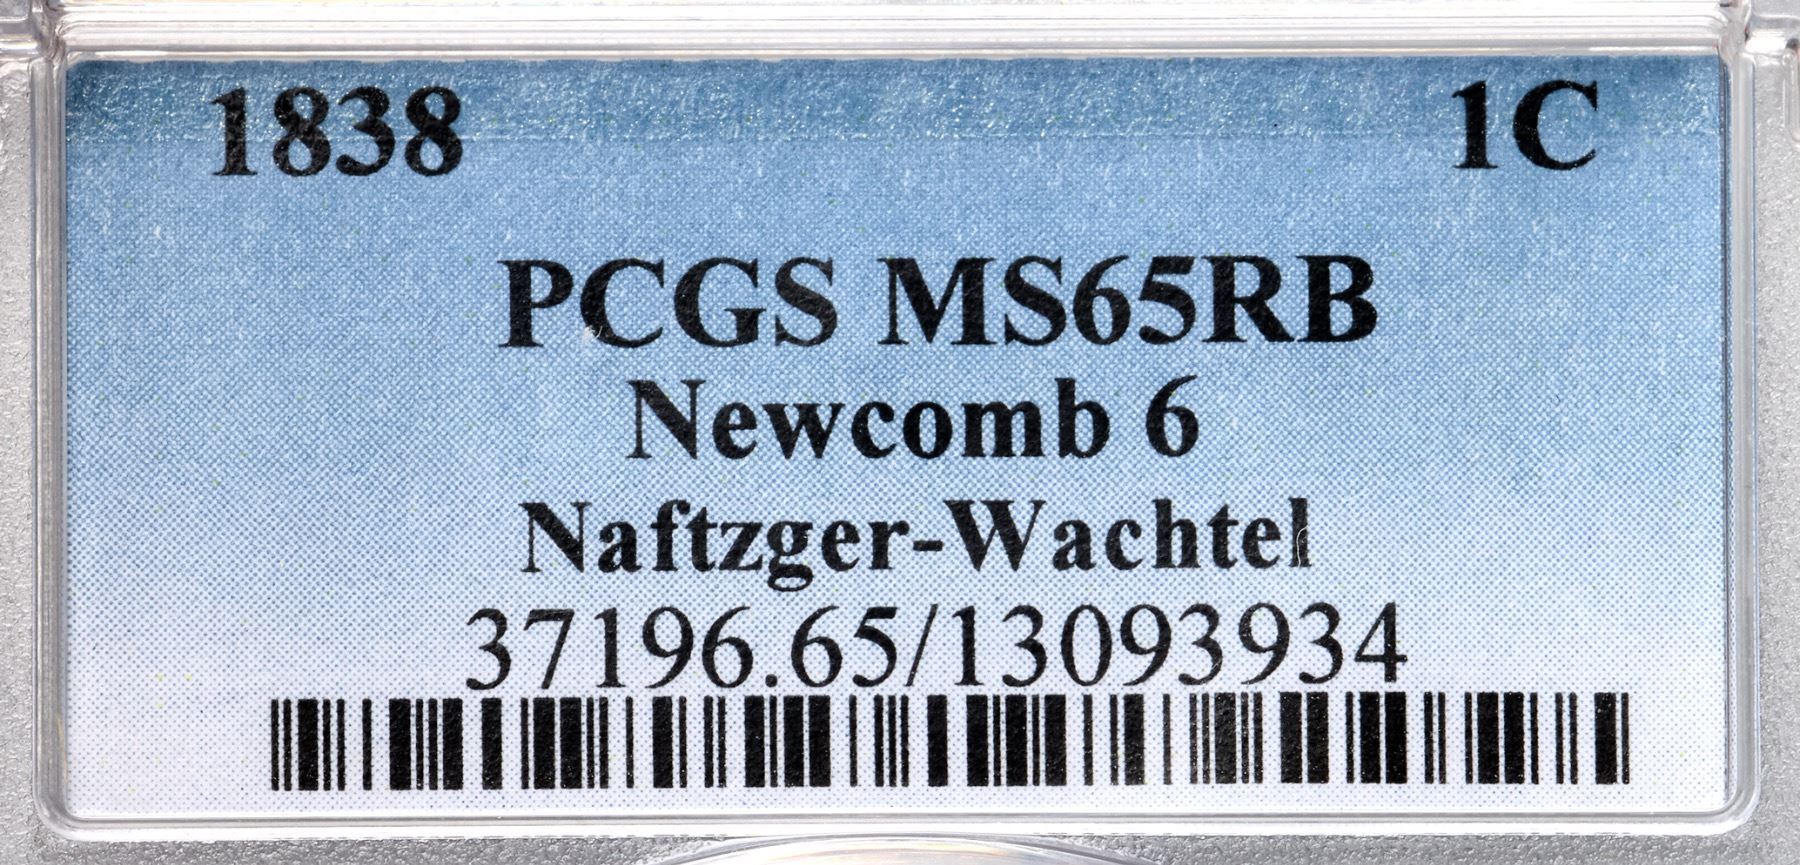 1838 1C
PCGS MS65RB
Newcomb 6
Naftzger-Wachtel
37196.65/13093934